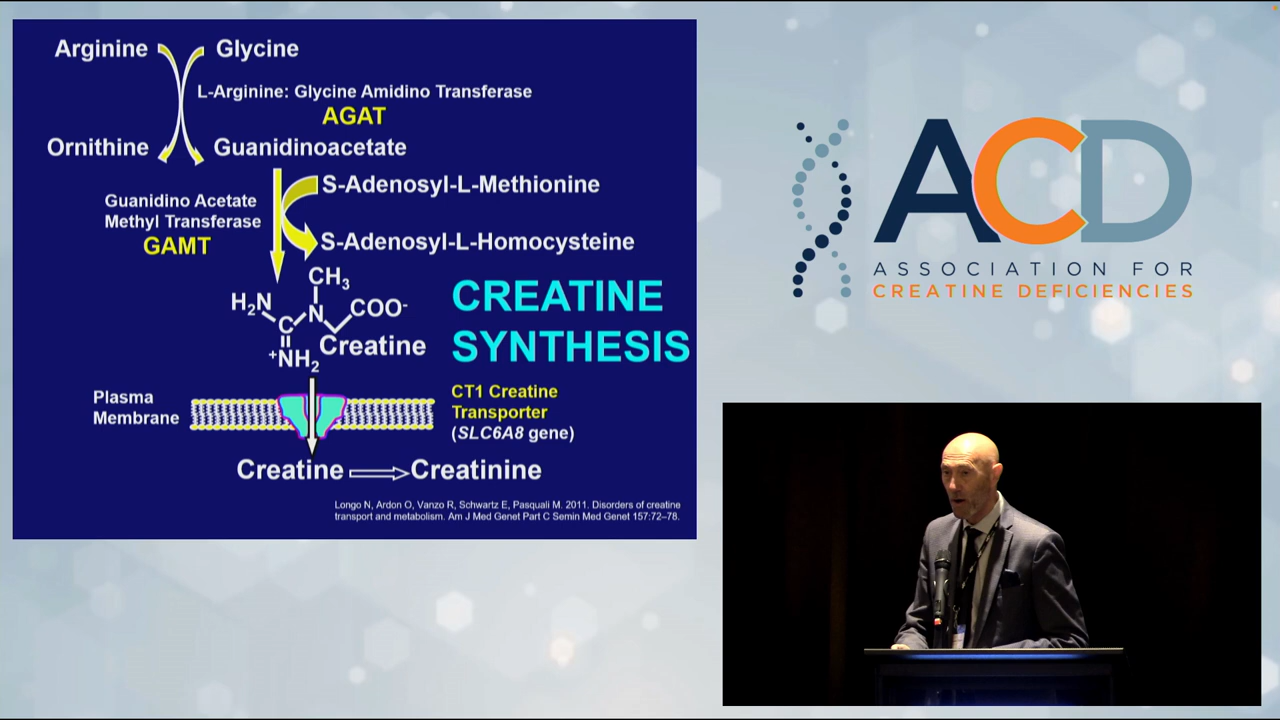 Arginine Glycine
L-Arginine: Glycine Amidino Transferase
AGAT
Ornithine Guanidinoacetate
S-Adenosyl-L-Methionine
Guanidino Acetate
Methyl Transferase
GAMT
S-Adenosyl-L-Homocysteine
CH₃
H₂N
N
COO⁻
C
⁺NH₂
Creatine
CREATINE
SYNTHESIS
Plasma
Membrane
CT1 Creatine
Transporter
(SLC6A8 gene)
Creatine Creatinine
Longo N, Ardon O, Vanzo R, Schwartz E, Pasquali M. 2011. Disorders of creatine
transport and metabolism. Am J Med Genet Part C Semin Med Genet 157:72–78.
ACD
ASSOCIATION FOR
CREATINE DEFICIENCIES